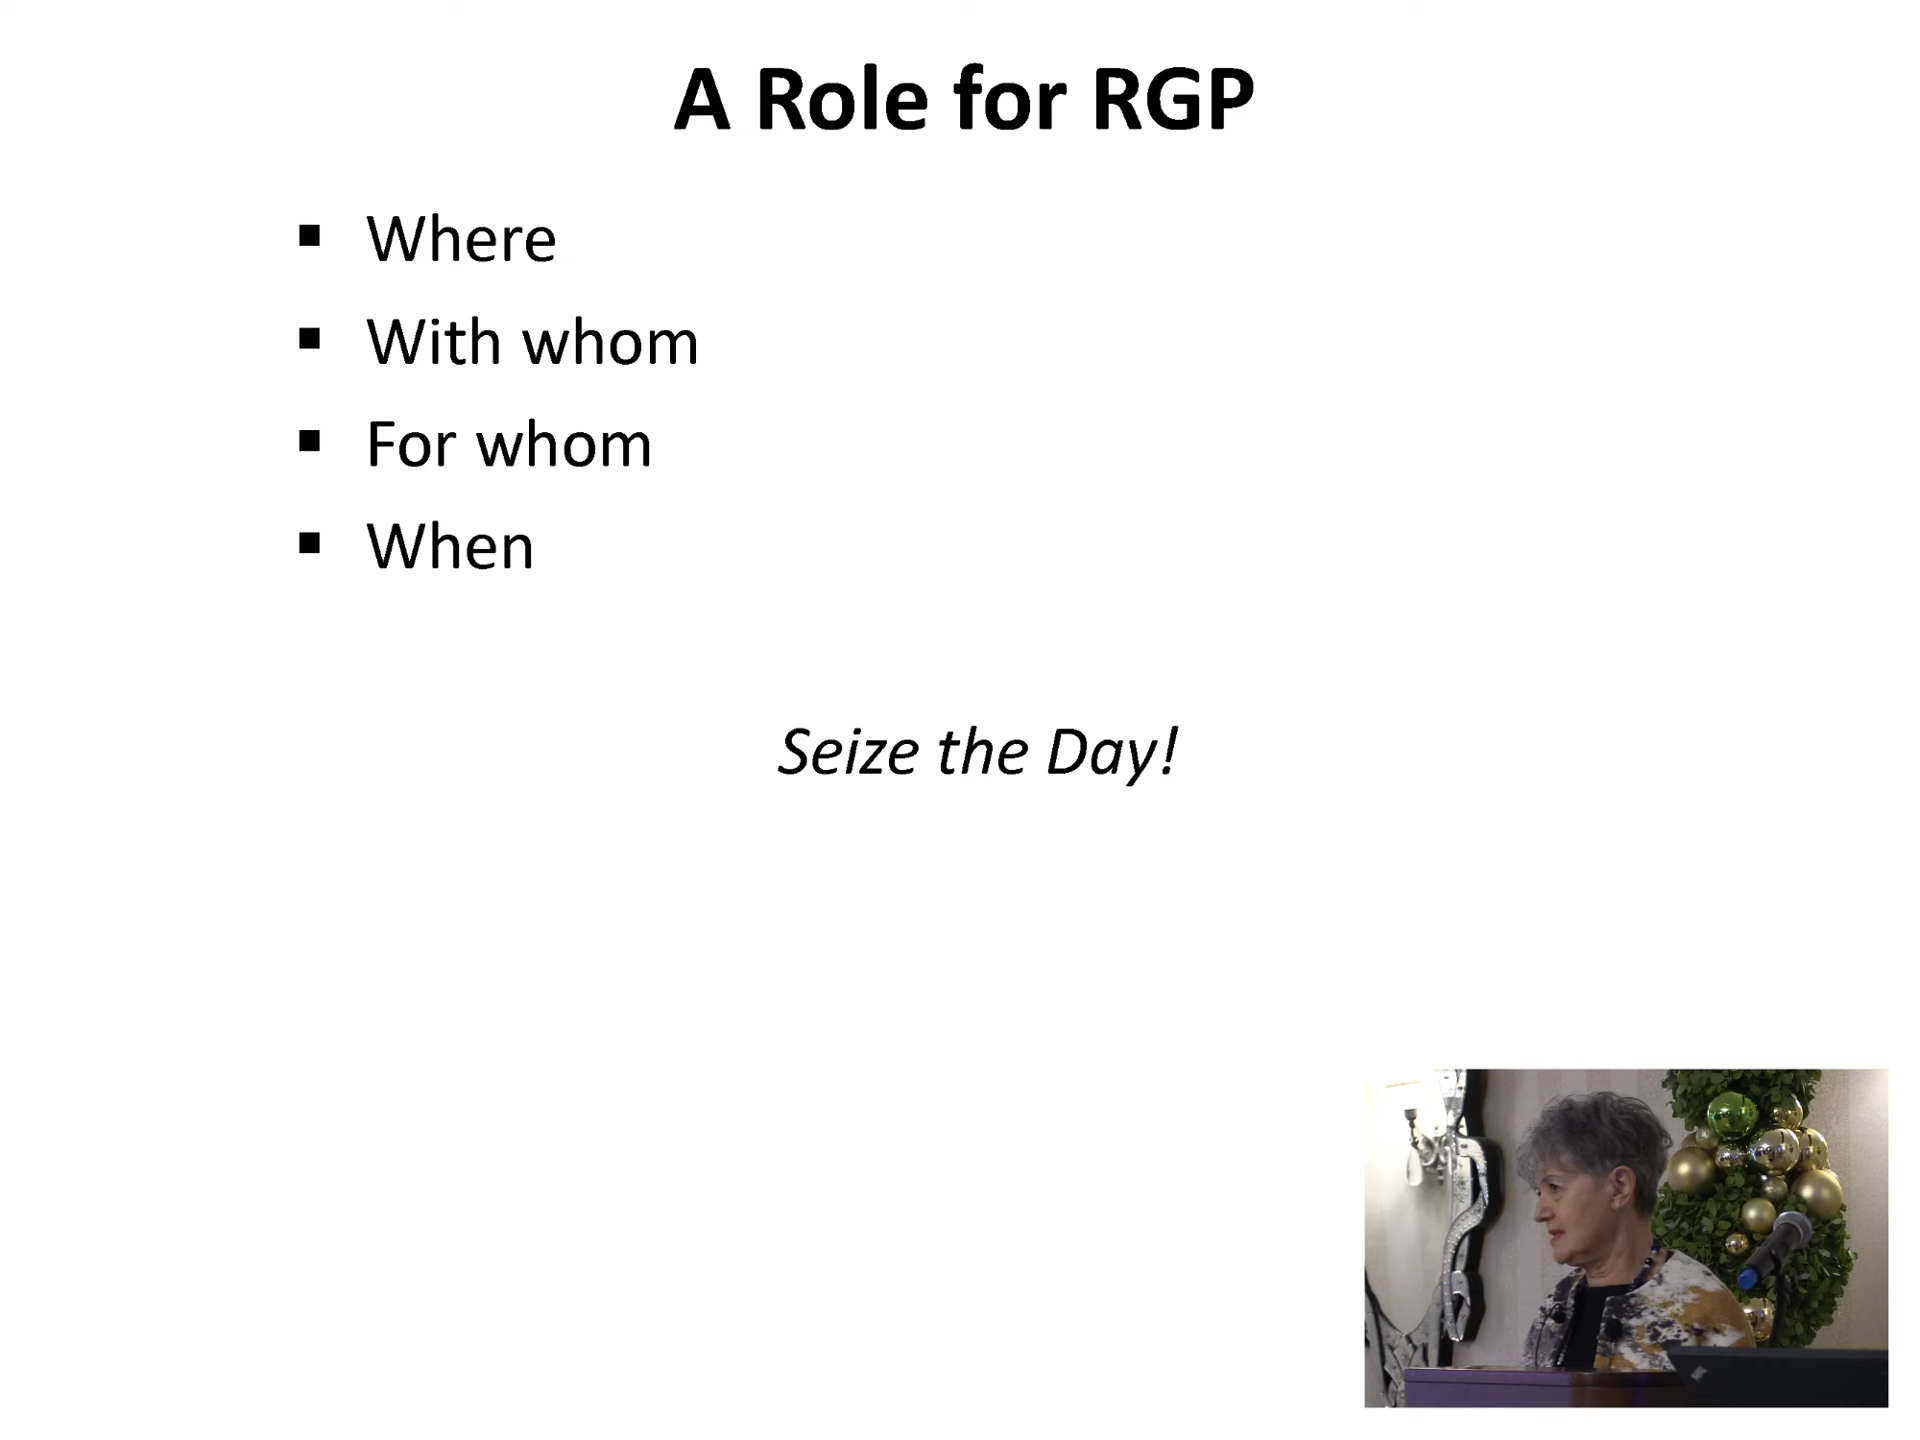 A Role for RGP
▪ Where
▪ With whom
▪ For whom
▪ When
Seize the Day!